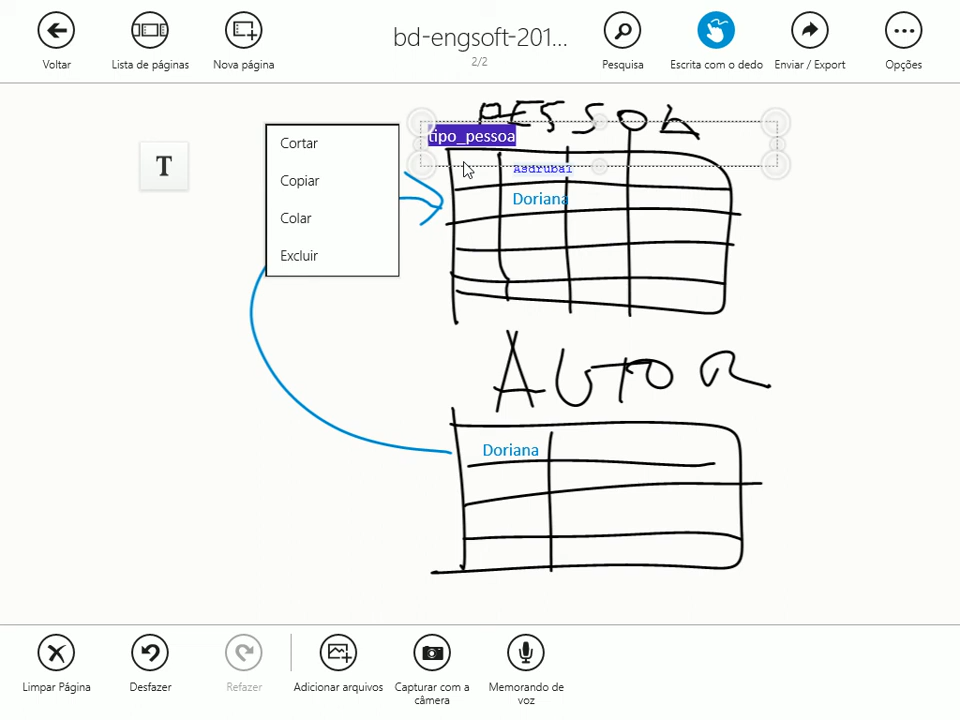 Voltar
Lista de páginas
Nova página
bd-engsoft-201...
2/2
Pesquisa
Escrita com o dedo
Enviar / Export
Opções
PESSOA
tipo_pessoa
T
Cortar
Copiar
Colar
Excluir
Asdrubal
Doriana
AUTOR
Doriana
Limpar Página
Desfazer
Refazer
Adicionar arquivos
Capturar com a
câmera
Memorando de
voz